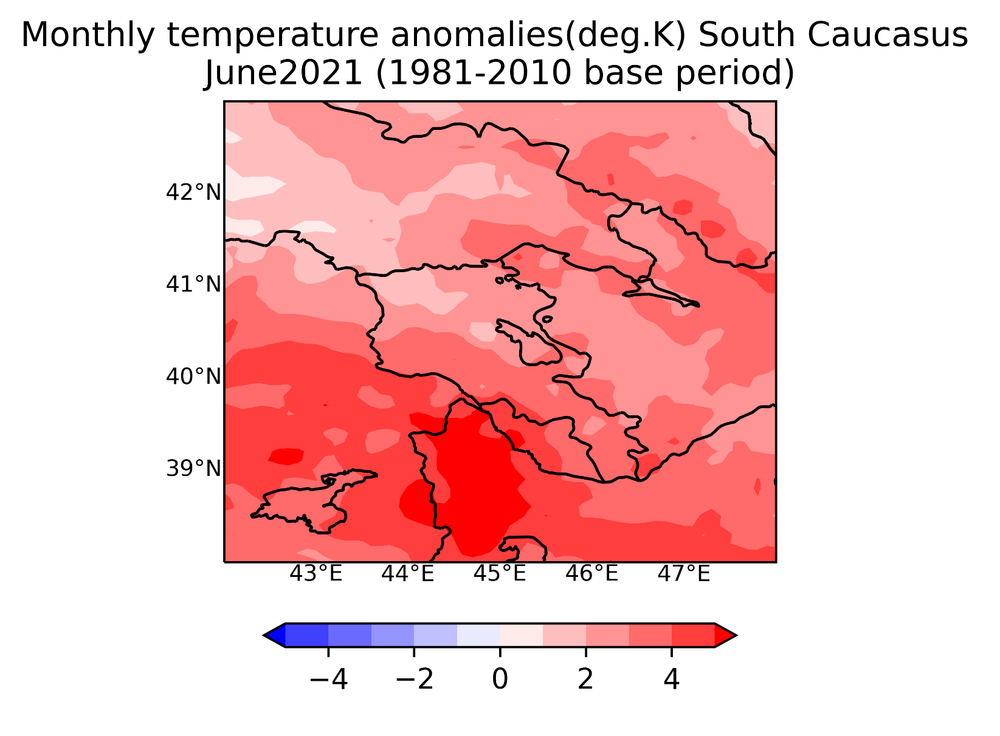 Monthly temperature anomalies(deg.K) South Caucasus
June2021 (1981-2010 base period)
42°N
41°N
40°N
39°N
43°E 44°E 45°E 46°E 47°E
−4 −2 0 2 4